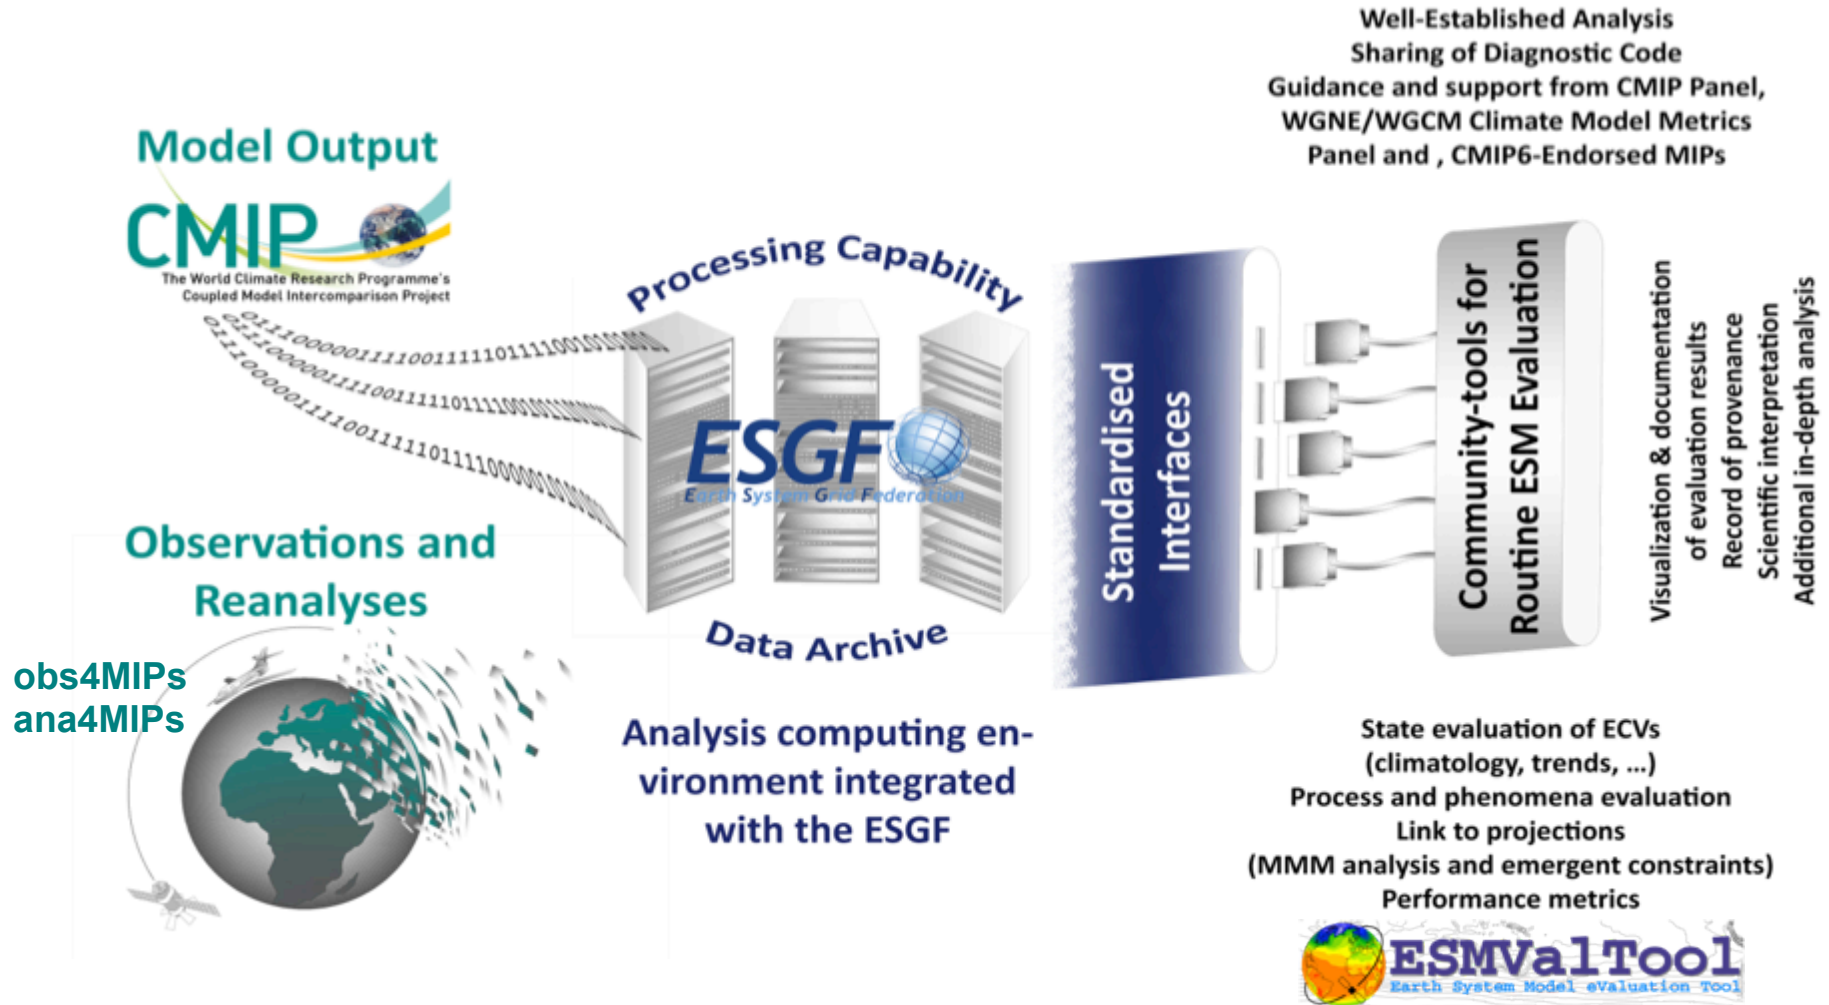 Well-Established Analysis
Sharing of Diagnostic Code
Guidance and support from CMIP Panel,
WGNE/WGCM Climate Model Metrics
Panel and , CMIP6-Endorsed MIPs
Model Output
CMIP
The World Climate Research Programme's
Coupled Model Intercomparison Project
Observations and
Reanalyses
obs4MIPs
ana4MIPs
Processing Capability
ESGF
Earth System Grid Federation
Data Archive
Analysis computing en-
vironment integrated
with the ESGF
Standardised
Interfaces
Community-tools for
Routine ESM Evaluation
Visualization & documentation
of evaluation results
Record of provenance
Scientific interpretation
Additional in-depth analysis
State evaluation of ECVs
(climatology, trends, ...)
Process and phenomena evaluation
Link to projections
(MMM analysis and emergent constraints)
Performance metrics
ESMValTool
Earth System Model eValuation Tool